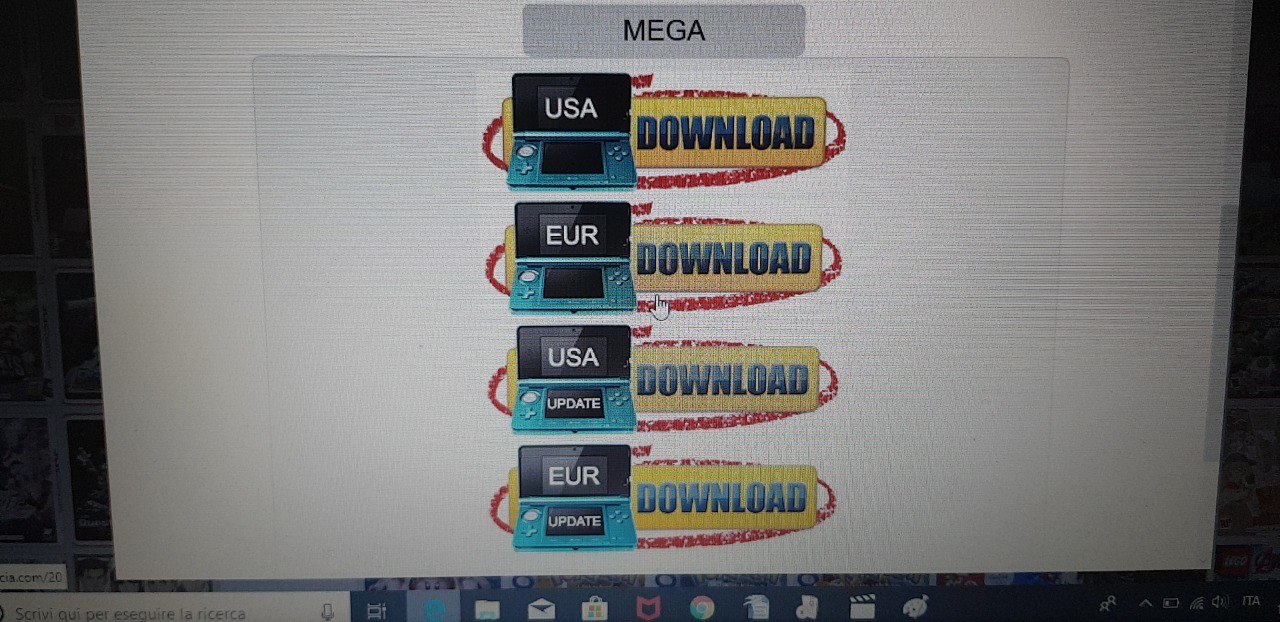 MEGA
USA
DOWNLOAD
EUR
DOWNLOAD
USA
UPDATE
DOWNLOAD
EUR
UPDATE
DOWNLOAD
cia.com/20
Scrivi qui per eseguire la ricerca
ITA